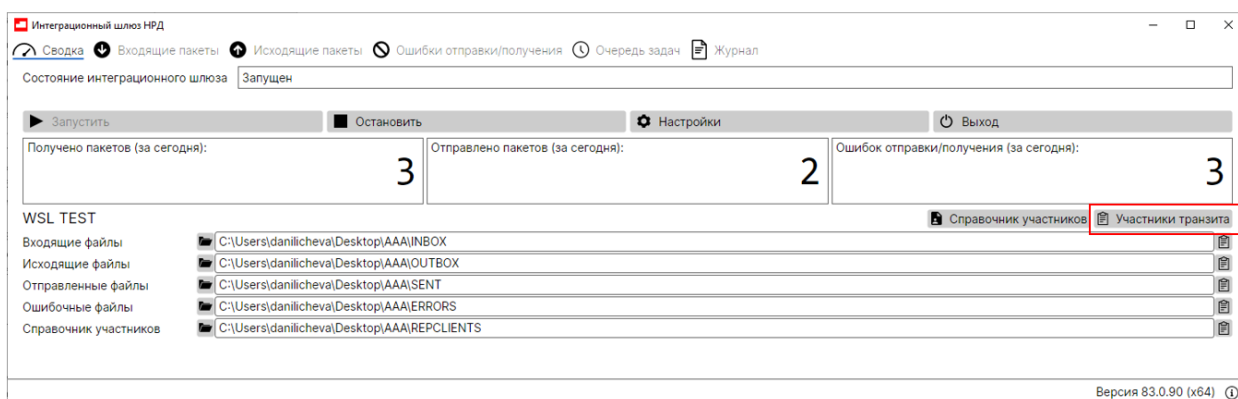 Интеграционный шлюз НРД
Сводка Входящие пакеты Исходящие пакеты Ошибки отправки/получения Очередь задач Журнал
Состояние интеграционного шлюза Запущен
Запустить Остановить Настройки Выход
Получено пакетов (за сегодня): Отправлено пакетов (за сегодня): Ошибок отправки/получения (за сегодня):
3 2 3
WSL TEST Справочник участников Участники транзита
Входящие файлы C:\Users\danilicheva\Desktop\AAA\INBOX
Исходящие файлы C:\Users\danilicheva\Desktop\AAA\OUTBOX
Отправленные файлы C:\Users\danilicheva\Desktop\AAA\SENT
Ошибочные файлы C:\Users\danilicheva\Desktop\AAA\ERRORS
Справочник участников C:\Users\danilicheva\Desktop\AAA\REPCLIENTS
Версия 83.0.90 (x64)